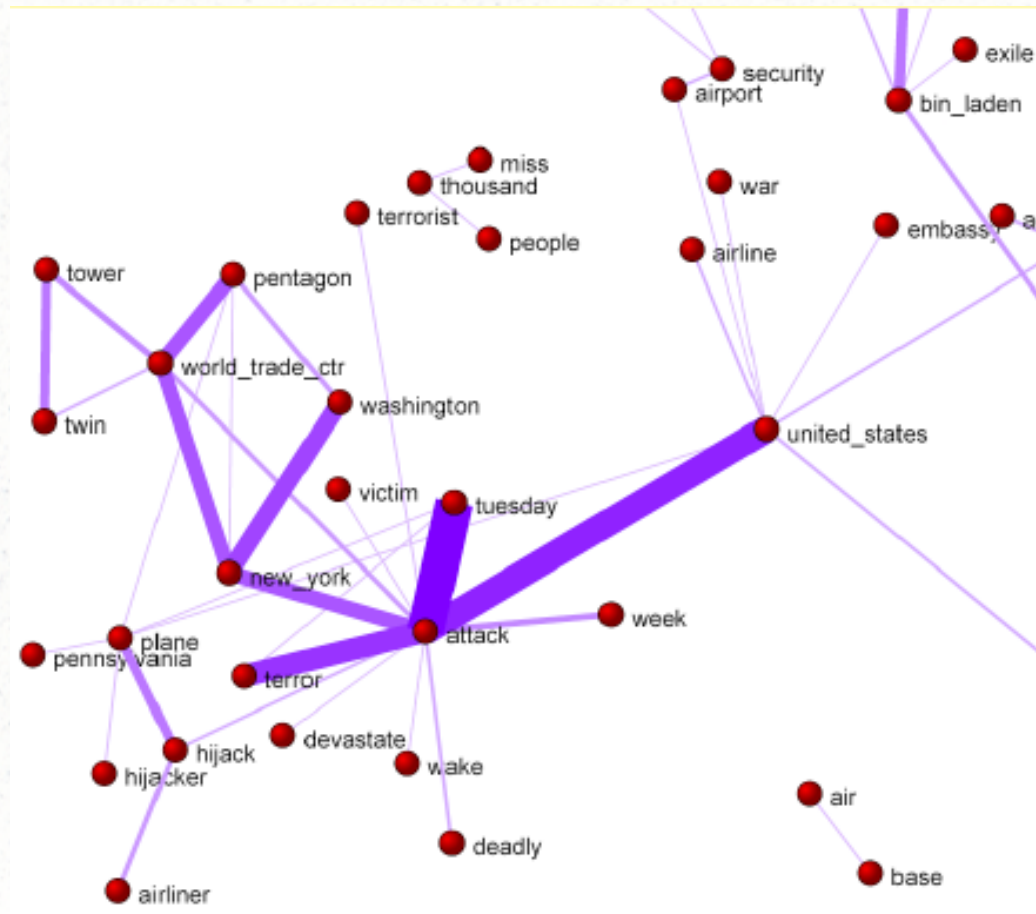 exile
security
airport
bin_laden
miss
thousand
war
terrorist
people
embassy
a
airline
tower
pentagon
world_trade_ctr
washington
twin
united_states
victim
tuesday
new_york
week
attack
plane
pennsylvania
terror
devastate
hijack
wake
hijacker
air
deadly
base
airliner